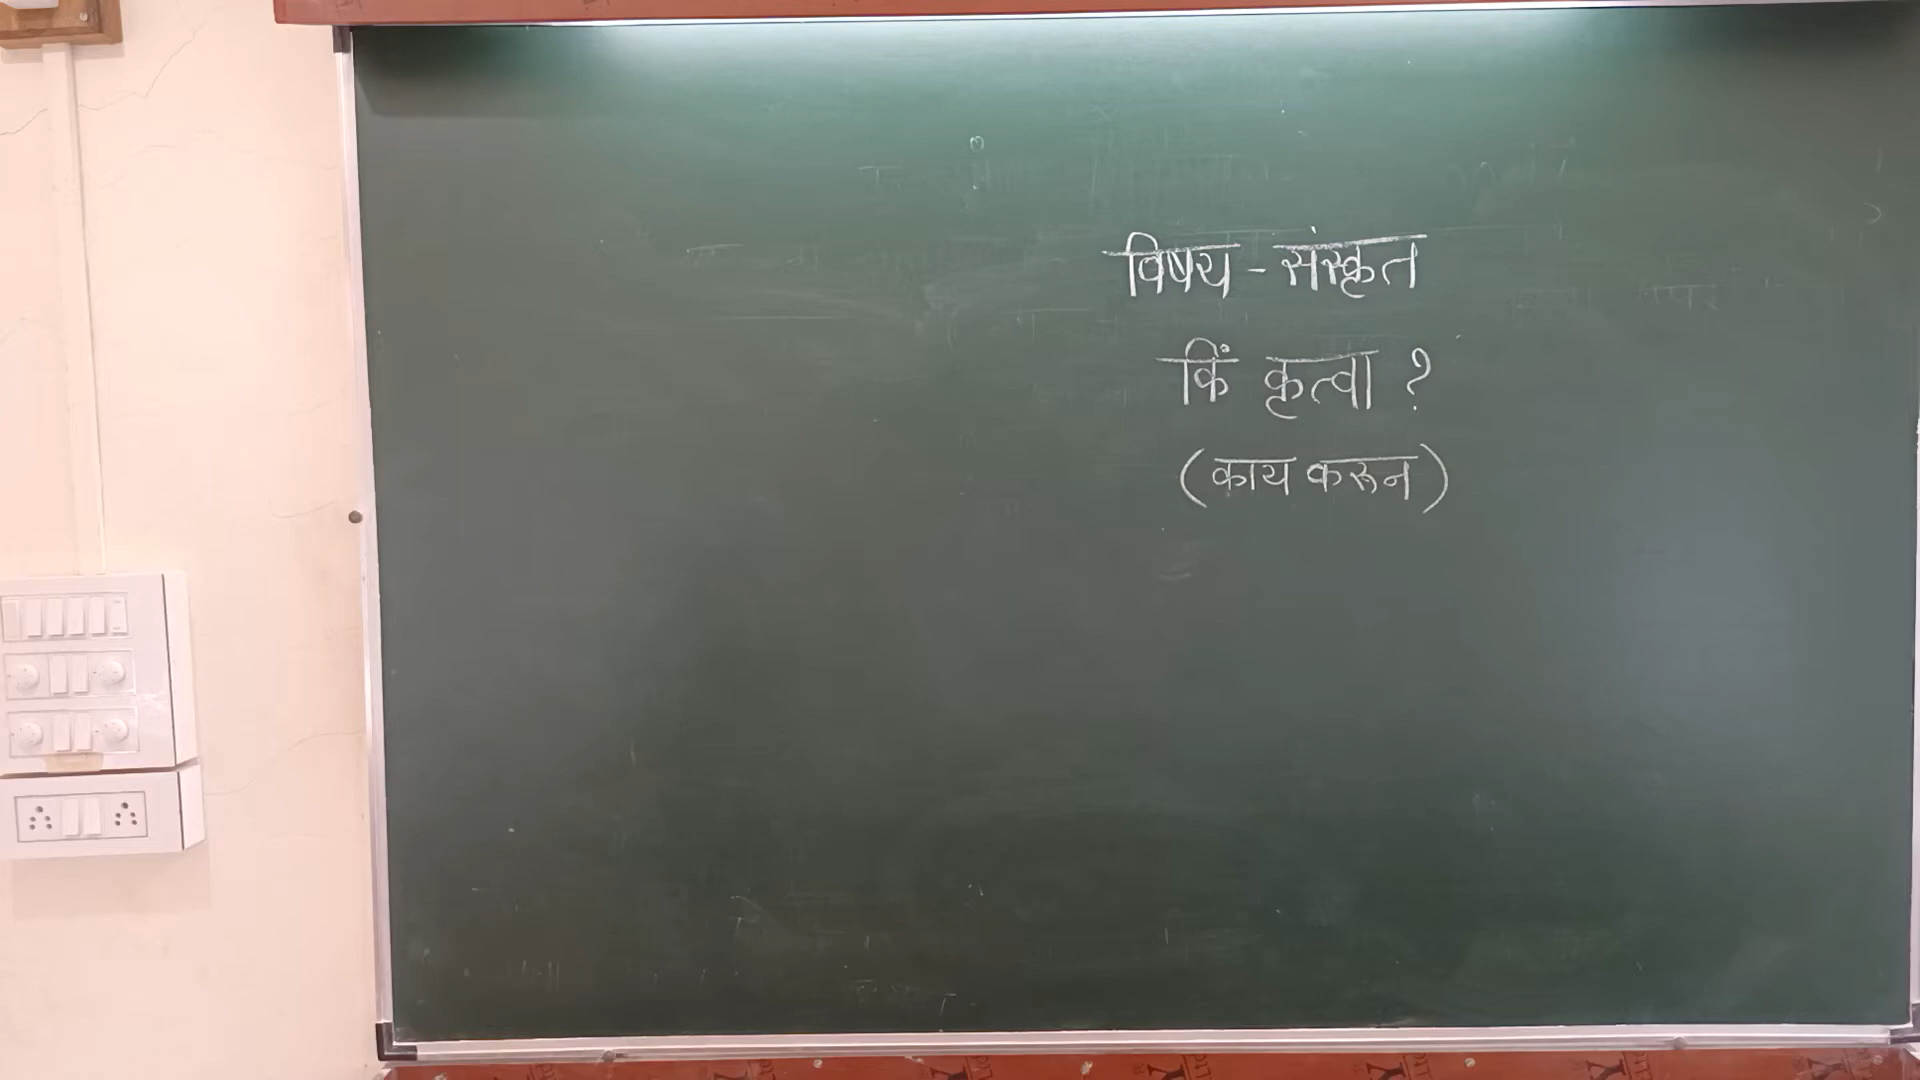 विषय - संस्कृत
किं कृत्वा ?
(काय करून)